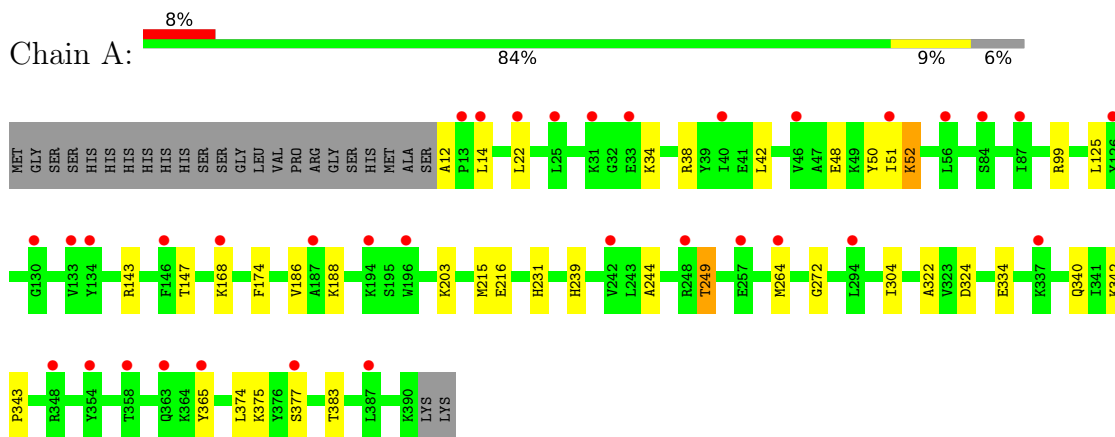 8%
Chain A:
84% 9% 6%
MET GLY SER SER HIS HIS HIS HIS HIS HIS SER SER GLY LEU VAL PRO ARG GLY SER HIS MET ALA SER A12 P13 L14 L22 L25 K31 G32 E33 K34 R38 Y39 I40 E41 L42 V46 A47 E48 K49 Y50 I51 K52 L56 S84 I87 R99 L125 Y126
G130 V133 Y134 R143 F146 T147 K168 F174 V186 A187 K188 K194 S195 W196 K203 M215 E216 H231 H239 V242 L243 A244 R248 T249 E257 M264 G272 L294 I304 A322 V323 D324 E334 K337 Q340 I341 K342
P343 R348 Y354 T358 Q363 K364 Y365 L374 K375 Y376 S377 T383 L387 K390 LYS LYS